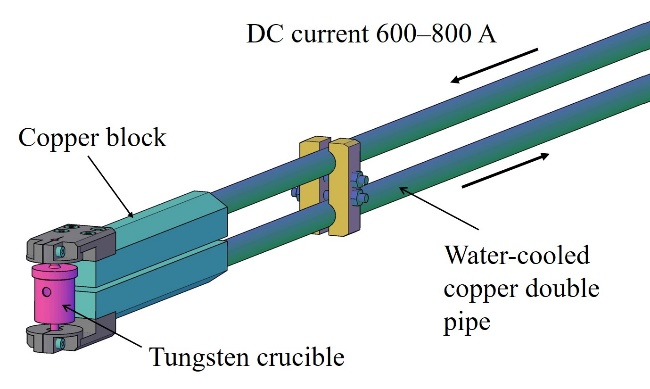 DC current 600–800 A
Copper block
Water-cooled
copper double
pipe
Tungsten crucible